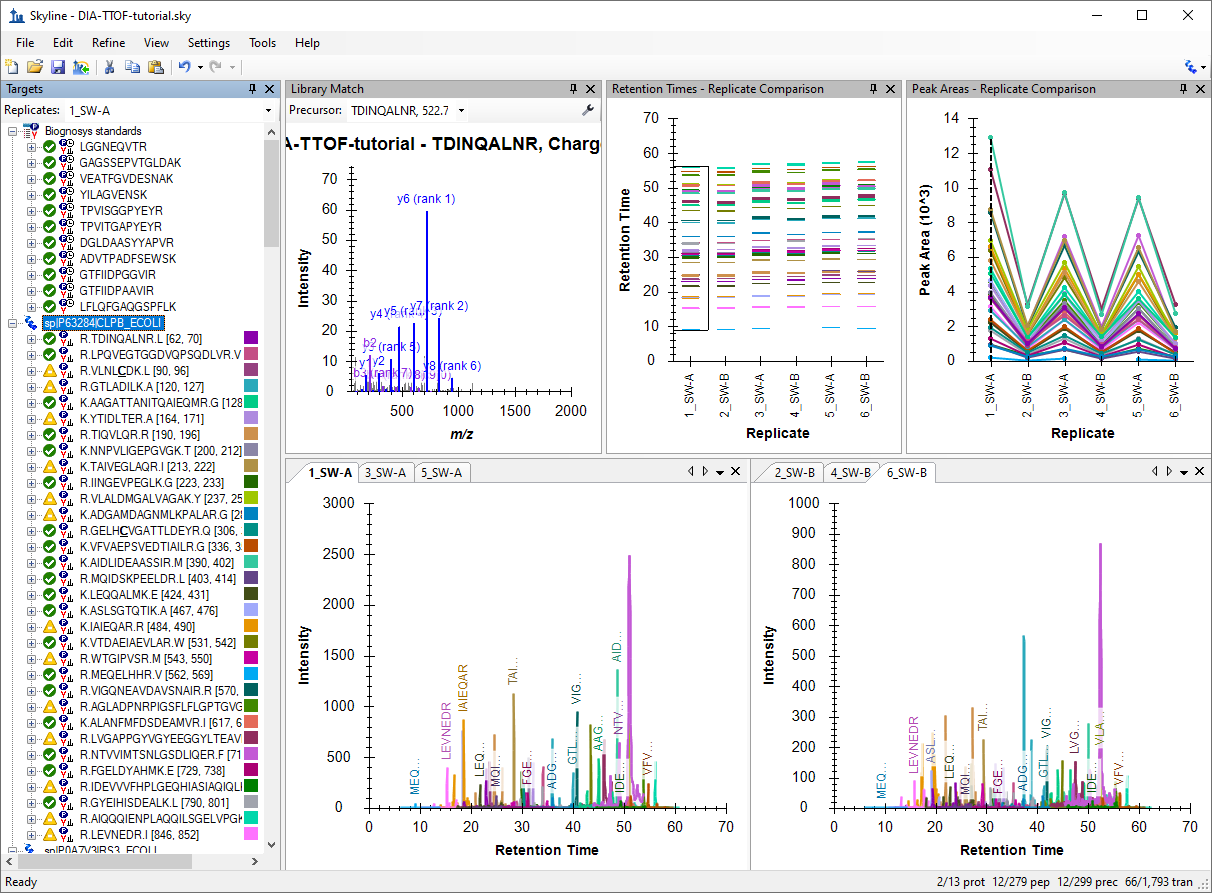 Skyline - DIA-TTOF-tutorial.sky
File Edit Refine View Settings Tools Help
Targets
Replicates: 1_SW-A
Biognosys standards
LGGNEQVTR
GAGSSEPVTGLDAK
VEATFGVDESNAK
YILAGVENSK
TPVISGGPYEYR
TPVITGAPYEYR
DGLDAASYYAPVR
ADVTPADFSEWSK
GTFIIDPGGVIR
GTFIIDPAAVIR
LFLQFGAQGSPFLK
sp|P63284|CLPB_ECOLI
R.TDINQALNR.L [62, 70]
R.LPQVEGTGGDVQPSQDLVR.V
R.VLNLCDK.L [90, 96]
R.GTLADILK.A [120, 127]
K.AAGATTANITQAIEQMR.G [128
K.YTIDLTER.A [164, 171]
R.TIQVLQR.R [190, 196]
K.NNPVLIGEPGVGK.T [200, 212]
K.TAIVEGLAQR.I [213, 222]
R.IINGEVPEGLK.G [223, 233]
R.VLALDMGALVAGAK.Y [237, 25
K.ADGAMDAGNMLKPALAR.G [2
R.GELHCVGATTLDEYR.Q [306,
K.VFVAEPSVEDTIAILR.G [336, 3
K.AIDLIDEAASSIR.M [390, 402]
R.MQIDSKPEELDR.L [403, 414]
K.LEQQALMK.E [424, 431]
K.ASLSGTQTIK.A [467, 476]
K.IAIEQAR.R [484, 490]
K.VTDAEIAEVLAR.W [531, 542]
R.WTGIPVSR.M [543, 550]
R.MEQELHHR.V [562, 569]
R.VIGQNEAVDAVSNAIR.R [570,
R.AGLADPNRPIGSFLFLGPTGVG
K.ALANFMFDSDEAMVR.I [617, 6
R.LVGAPPGYVGYEEGGYLTEAV
R.NTVVIMTSNLGSDLIQER.F [71
R.FGELDYAHMK.E [729, 738]
R.IDEVVVFHPLGEQHIASIAQIQL
R.GYEIHISDEALK.L [790, 801]
R.AIQQQIENPLAQQILSGELVPG
R.LEVNEDR.I [846, 852]
sp|P0A7V3|RS3_ECOLI
Library Match
Precursor: TDINQALNR, 522.7
A-TTOF-tutorial - TDINQALNR, Charg
y6 (rank 1)
y7 (rank 2)
y8 (rank 6)
b2
Intensity
70
60
50
40
30
20
10
0
500 1000 1500 2000
m/z
Retention Times - Replicate Comparison
Retention Time
70
60
50
40
30
20
10
0
1_SW-A
2_SW-B
3_SW-A
4_SW-B
5_SW-A
6_SW-B
Replicate
Peak Areas - Replicate Comparison
Peak Area (10^3)
14
12
10
8
6
4
2
0
1_SW-A
2_SW-B
3_SW-A
4_SW-B
5_SW-A
6_SW-B
Replicate
1_SW-A 3_SW-A 5_SW-A
Intensity
3000
2500
2000
1500
1000
500
0
MEQ...
LEVNEDR
IAIEQAR
LEQ...
MQI...
TAI...
FGE...
ADG...
GTL...
VIG...
AAG...
AID...
NTV...
IDE...
VFV...
0 10 20 30 40 50 60 70
Retention Time
2_SW-B 4_SW-B 6_SW-B
Intensity
1000
900
800
700
600
500
400
300
200
100
0
MEQ...
LEVNEDR
ASL...
LEQ...
MQI...
TAI...
FGE...
ADG...
GTL...
VIG...
LVG...
IDE...
VLA...
VFV...
0 10 20 30 40 50 60 70
Retention Time
Ready
2/13 prot 12/279 pep 12/299 prec 66/1,793 tran